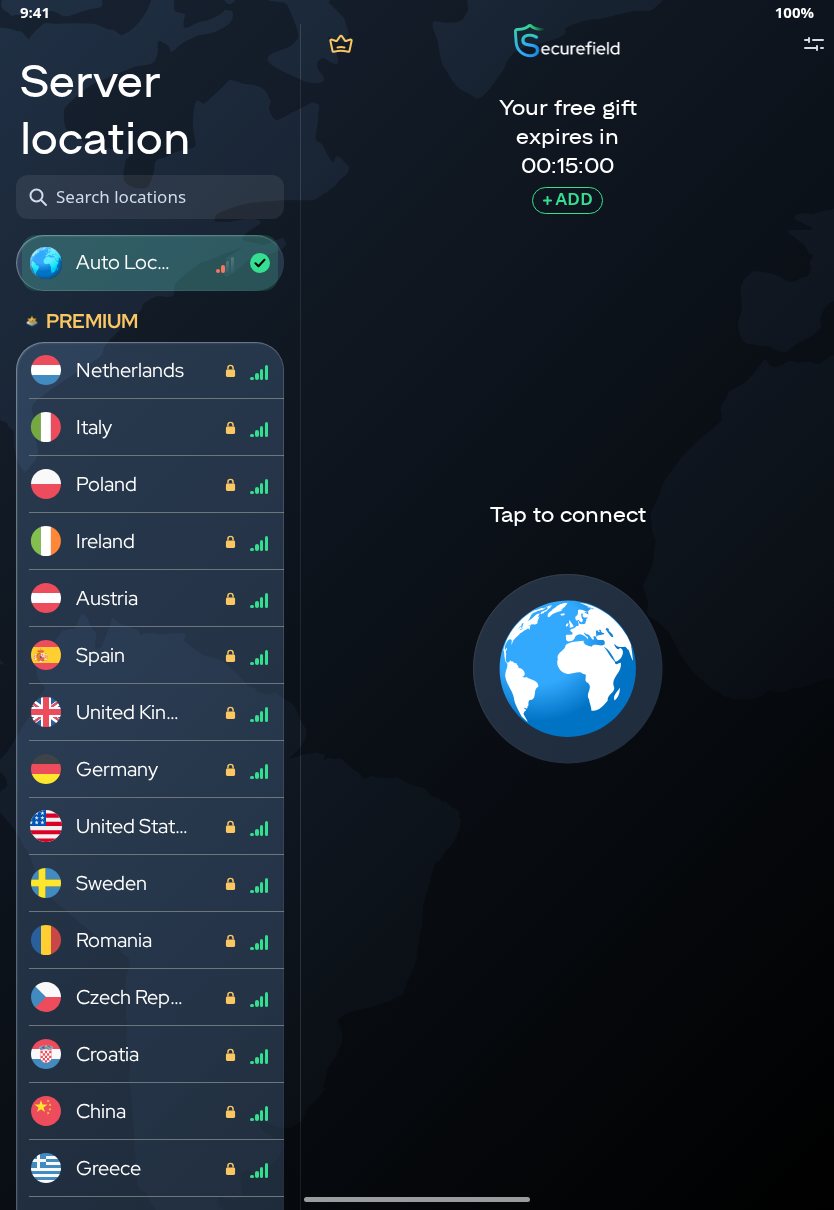 9:41
100%
Server
location
Search locations
Auto Loc...
PREMIUM
Netherlands
Italy
Poland
Ireland
Austria
Spain
United Kin...
Germany
United Stat...
Sweden
Romania
Czech Rep...
Croatia
China
Greece
Securefield
Your free gift
expires in
00:15:00
+ ADD
Tap to connect